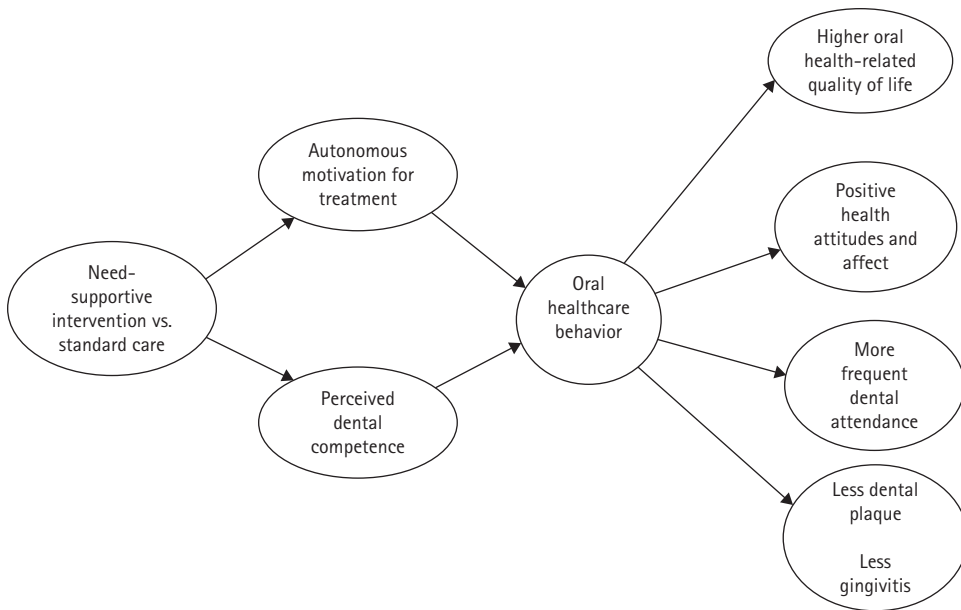 Need-
supportive
intervention vs.
standard care
Autonomous
motivation for
treatment
Perceived
dental
competence
Oral
healthcare
behavior
Higher oral
health-related
quality of life
Positive
health
attitudes and
affect
More
frequent
dental
attendance
Less dental
plaque
Less
gingivitis